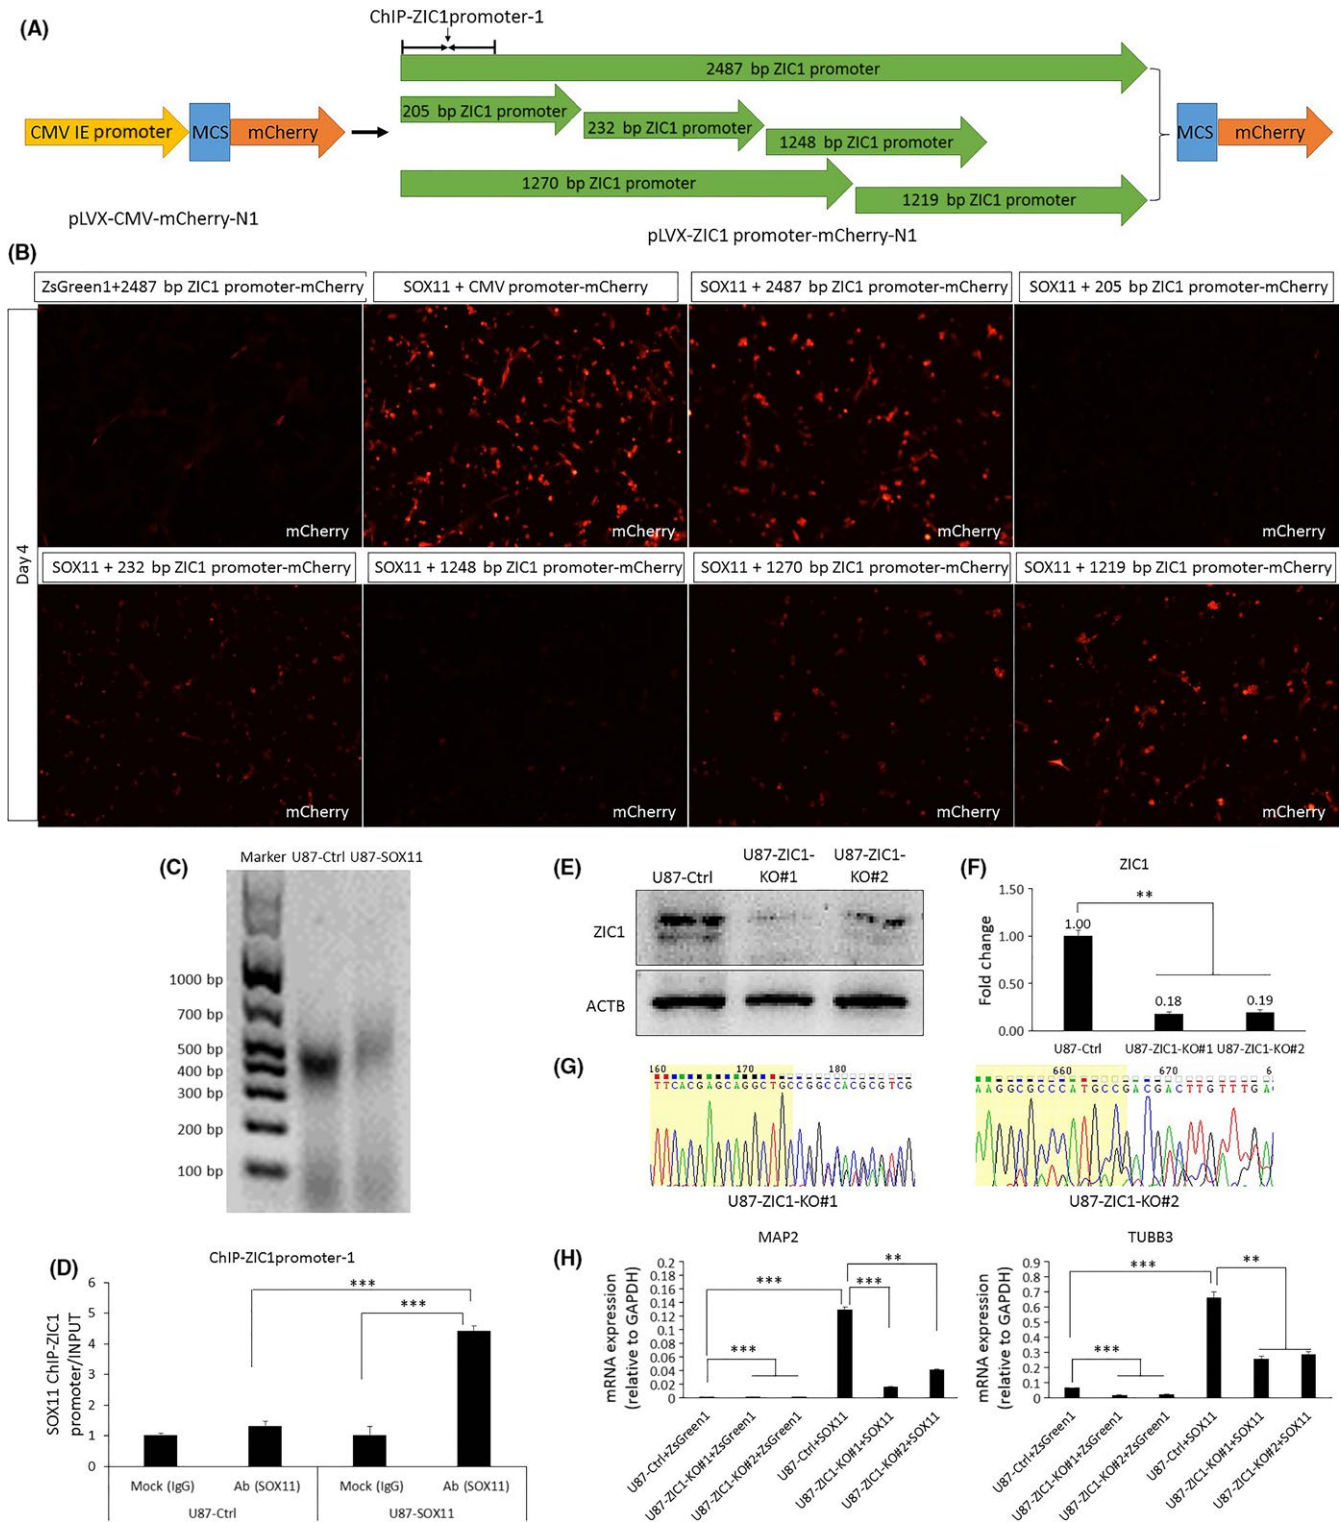 (A)
ChIP-ZIC1promoter-1
2487 bp ZIC1 promoter
205 bp ZIC1 promoter
232 bp ZIC1 promoter
1248 bp ZIC1 promoter
1270 bp ZIC1 promoter
1219 bp ZIC1 promoter
CMV IE promoter
MCS
mCherry
MCS
mCherry
pLVX-CMV-mCherry-N1
pLVX-ZIC1 promoter-mCherry-N1
(B)
Day 4
ZsGreen1+2487 bp ZIC1 promoter-mCherry
SOX11 + CMV promoter-mCherry
SOX11 + 2487 bp ZIC1 promoter-mCherry
SOX11 + 205 bp ZIC1 promoter-mCherry
mCherry
mCherry
mCherry
mCherry
SOX11 + 232 bp ZIC1 promoter-mCherry
SOX11 + 1248 bp ZIC1 promoter-mCherry
SOX11 + 1270 bp ZIC1 promoter-mCherry
SOX11 + 1219 bp ZIC1 promoter-mCherry
mCherry
mCherry
mCherry
mCherry
(C)
Marker U87-Ctrl U87-SOX11
1000 bp
700 bp
500 bp
400 bp
300 bp
200 bp
100 bp
(D)
ChIP-ZIC1promoter-1
SOX11 ChIP-ZIC1
promoter/INPUT
6
5
4
3
2
1
0
***
***
Mock (IgG)
Ab (SOX11)
Mock (IgG)
Ab (SOX11)
U87-Ctrl
U87-SOX11
(E)
U87-Ctrl
U87-ZIC1-
KO#1
U87-ZIC1-
KO#2
ZIC1
ACTB
(F)
ZIC1
Fold change
1.50
1.00
0.50
0.00
**
1.00
0.18
0.19
U87-Ctrl
U87-ZIC1-KO#1
U87-ZIC1-KO#2
(G)
160 170 180
TTCACGAGCAGGCTGCCGGCCACGCGTCG
U87-ZIC1-KO#1
660 670 6
AAGGCGCCCATGCCGACGACTTGTTTGA
U87-ZIC1-KO#2
(H)
MAP2
mRNA expression
(relative to GAPDH)
0.2
0.18
0.16
0.14
0.12
0.1
0.08
0.06
0.04
0.02
0
***
***
***
**
U87-Ctrl+ZsGreen1
U87-ZIC1-KO#1+ZsGreen1
U87-ZIC1-KO#2+ZsGreen1
U87-Ctrl+SOX11
U87-ZIC1-KO#1+SOX11
U87-ZIC1-KO#2+SOX11
TUBB3
mRNA expression
(relative to GAPDH)
0.9
0.8
0.7
0.6
0.5
0.4
0.3
0.2
0.1
0
***
***
**
U87-Ctrl+ZsGreen1
U87-ZIC1-KO#1+ZsGreen1
U87-ZIC1-KO#2+ZsGreen1
U87-Ctrl+SOX11
U87-ZIC1-KO#1+SOX11
U87-ZIC1-KO#2+SOX11